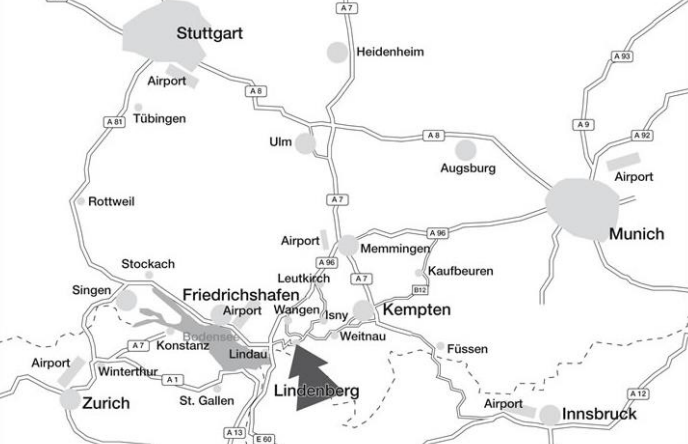 A 7
Stuttgart
Heidenheim
A 93
Airport
A 8
A 81
Tübingen
A 9
A 92
Ulm
A 8
Augsburg
Airport
Rottweil
A 7
Munich
Airport
A 96
Memmingen
Stockach
A 96
Leutkirch
A 7
Kaufbeuren
Singen
Friedrichshafen
B12
Airport
Wangen
Isny
Kempten
Bodensee
Weitnau
A 7
Konstanz
Lindau
Füssen
Airport
Winterthur
A 1
Lindenberg
A 12
Zurich
St. Gallen
Airport
Innsbruck
A 13
E 60